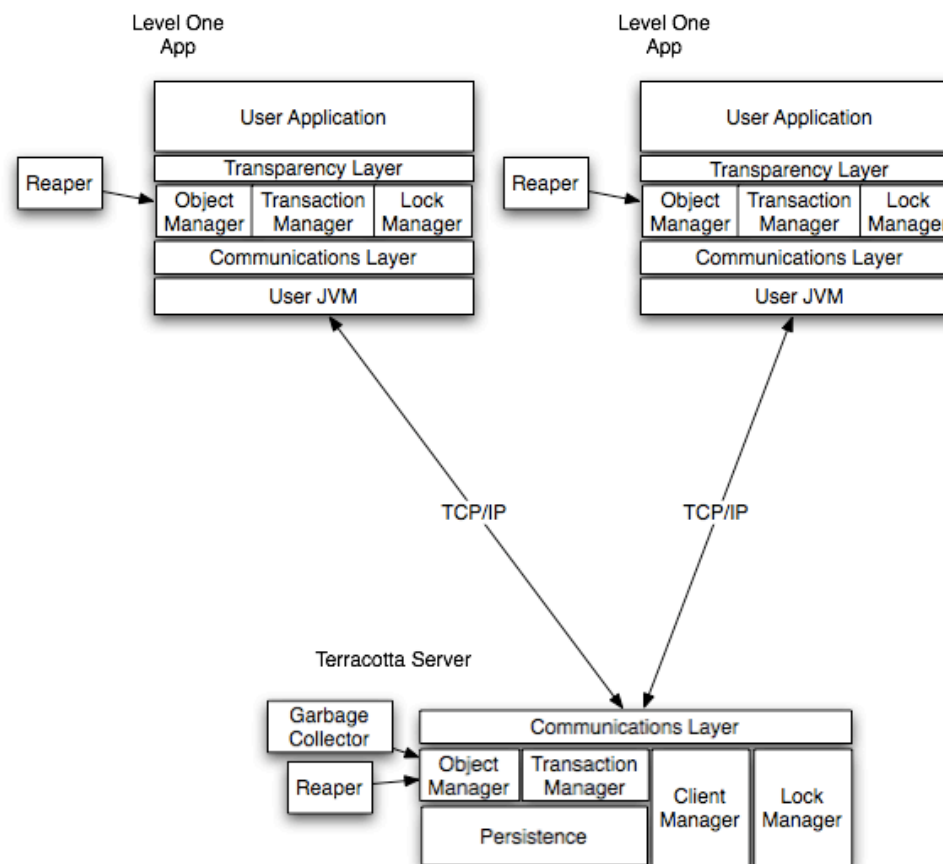 Level One
App
User Application
Transparency Layer
Reaper
Object
Manager
Transaction
Manager
Lock
Manager
Communications Layer
User JVM
Level One
App
User Application
Transparency Layer
Reaper
Object
Manager
Transaction
Manager
Lock
Manager
Communications Layer
User JVM
TCP/IP
TCP/IP
Terracotta Server
Garbage
Collector
Reaper
Communications Layer
Object
Manager
Transaction
Manager
Client
Manager
Lock
Manager
Persistence